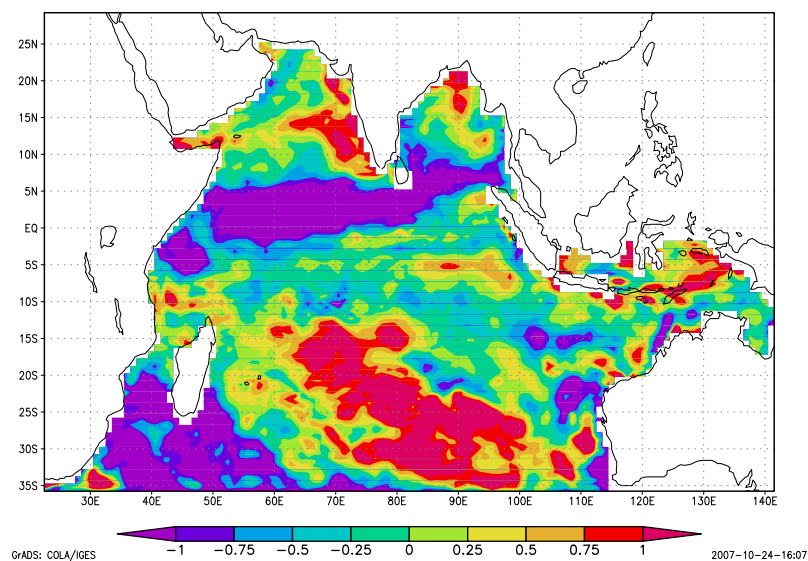 25N
20N
15N
10N
5N
EQ
5S
10S
15S
20S
25S
30S
35S
30E 40E 50E 60E 70E 80E 90E 100E 110E 120E 130E 140E
-1 -0.75 -0.5 -0.25 0 0.25 0.5 0.75 1
GrADS: COLA/IGES 2007-10-24-16:07